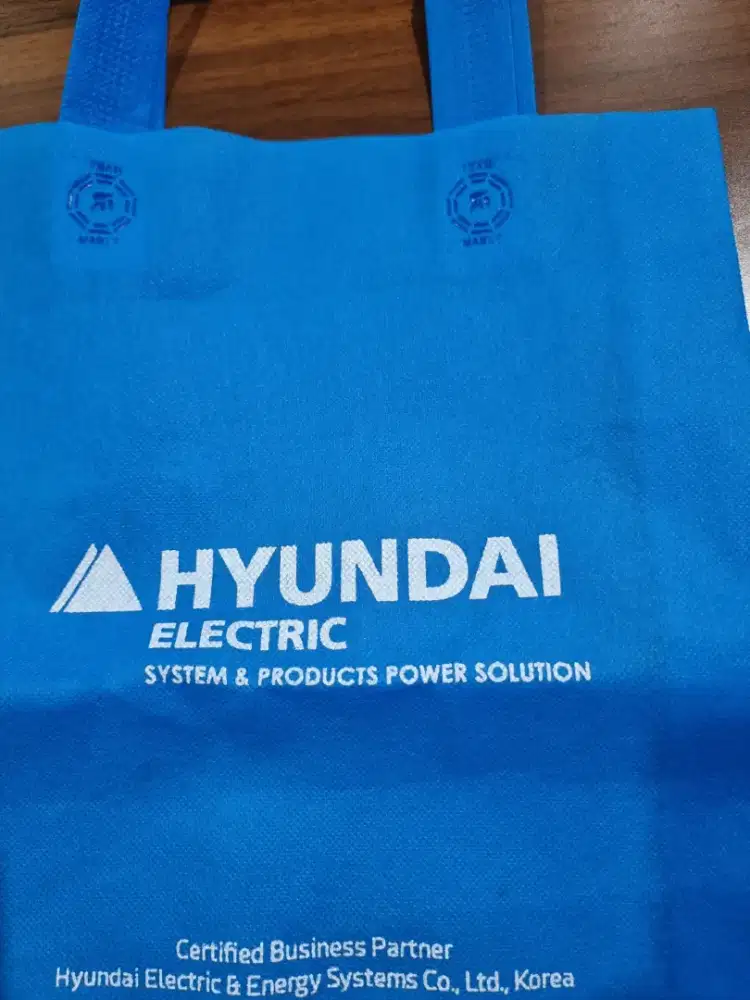 HYUNDAI
ELECTRIC
SYSTEM & PRODUCTS POWER SOLUTION
Certified Business Partner
Hyundai Electric & Energy Systems Co., Ltd., Korea